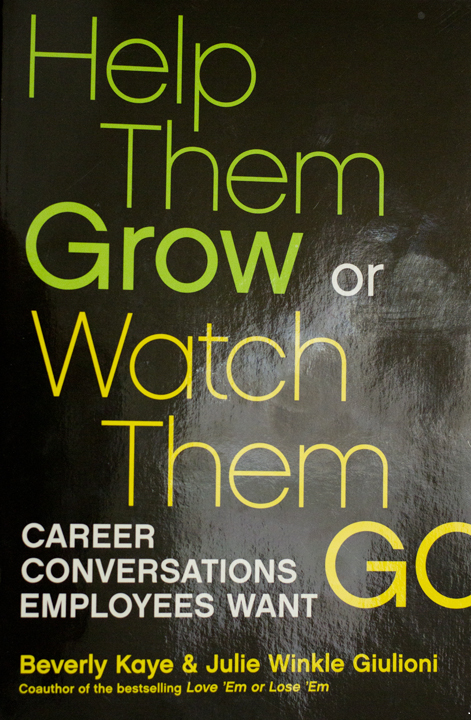 Help
Them
Grow or
Watch
Them
GO
CAREER
CONVERSATIONS
EMPLOYEES WANT
Beverly Kaye & Julie Winkle Giulioni
Coauthor of the bestselling Love 'Em or Lose 'Em